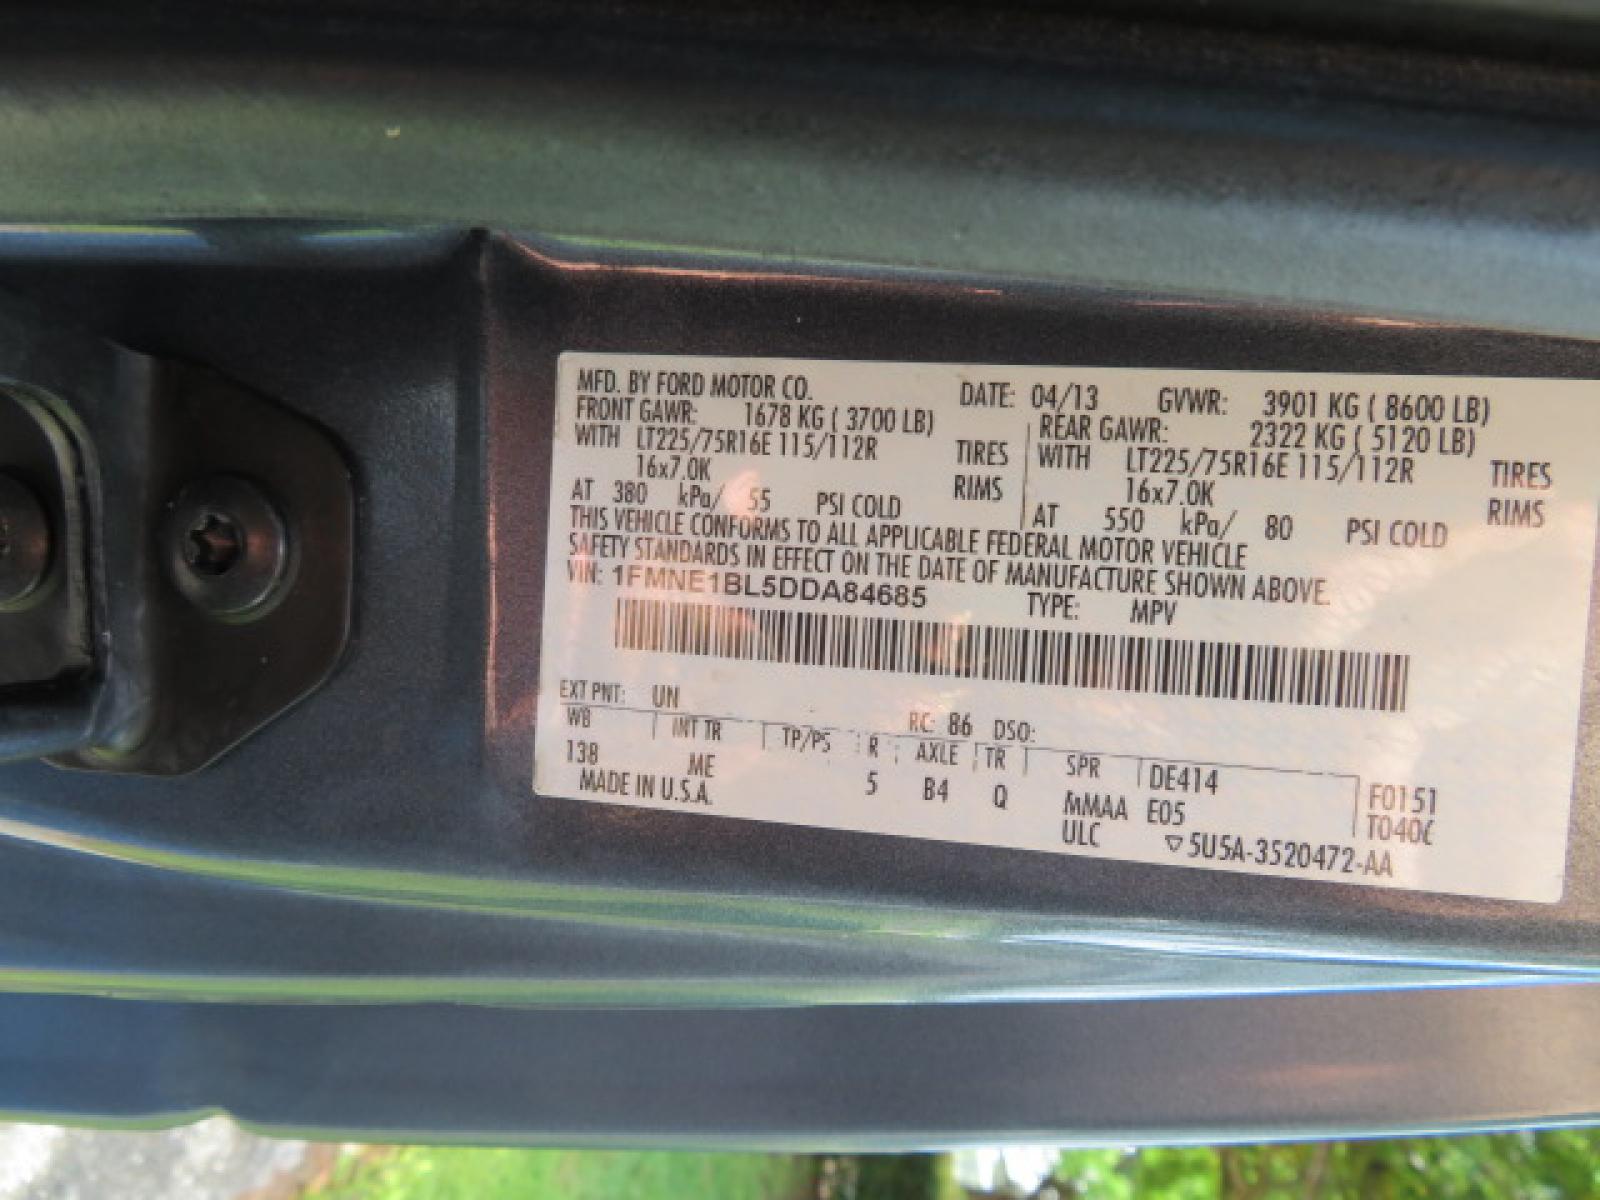 MFD. BY FORD MOTOR CO. DATE: 04/13 GVWR: 3901 KG ( 8600 LB)
FRONT GAWR: 1678 KG ( 3700 LB) REAR GAWR: 2322 KG ( 5120 LB)
WITH LT225/75R16E 115/112R TIRES WITH LT225/75R16E 115/112R TIRES
16x7.0K RIMS 16x7.0K RIMS
AT 380 kPa/ 55 PSI COLD AT 550 kPa/ 80 PSI COLD
THIS VEHICLE CONFORMS TO ALL APPLICABLE FEDERAL MOTOR VEHICLE
SAFETY STANDARDS IN EFFECT ON THE DATE OF MANUFACTURE SHOWN ABOVE.
VIN: 1FMNE1BL5DDA84685 TYPE: MPV
EXT PNT: UN RC: 86 DSO:
WB INT TR TP/PS R AXLE TR SPR DE414 F0151
138 ME 5 B4 Q MMAA E05 T040C
MADE IN U.S.A. ULC ▽5U5A-3520472-AA